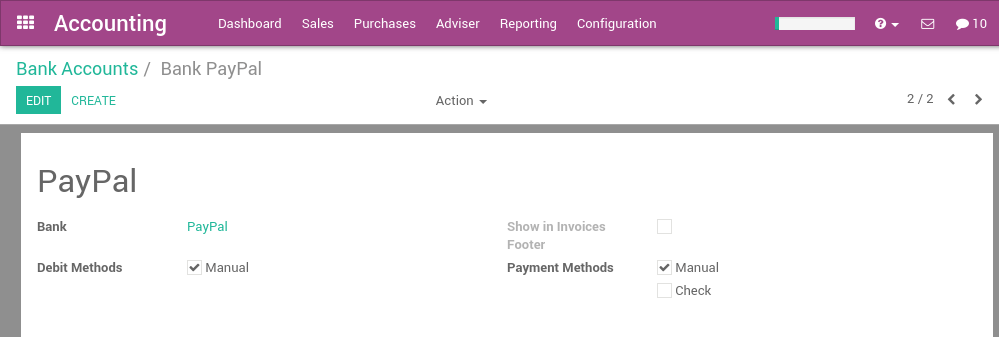 Accounting Dashboard Sales Purchases Adviser Reporting Configuration 10
Bank Accounts / Bank PayPal
EDIT CREATE Action 2 / 2
PayPal
Bank PayPal Show in Invoices
Footer
Debit Methods Manual Payment Methods Manual
Check